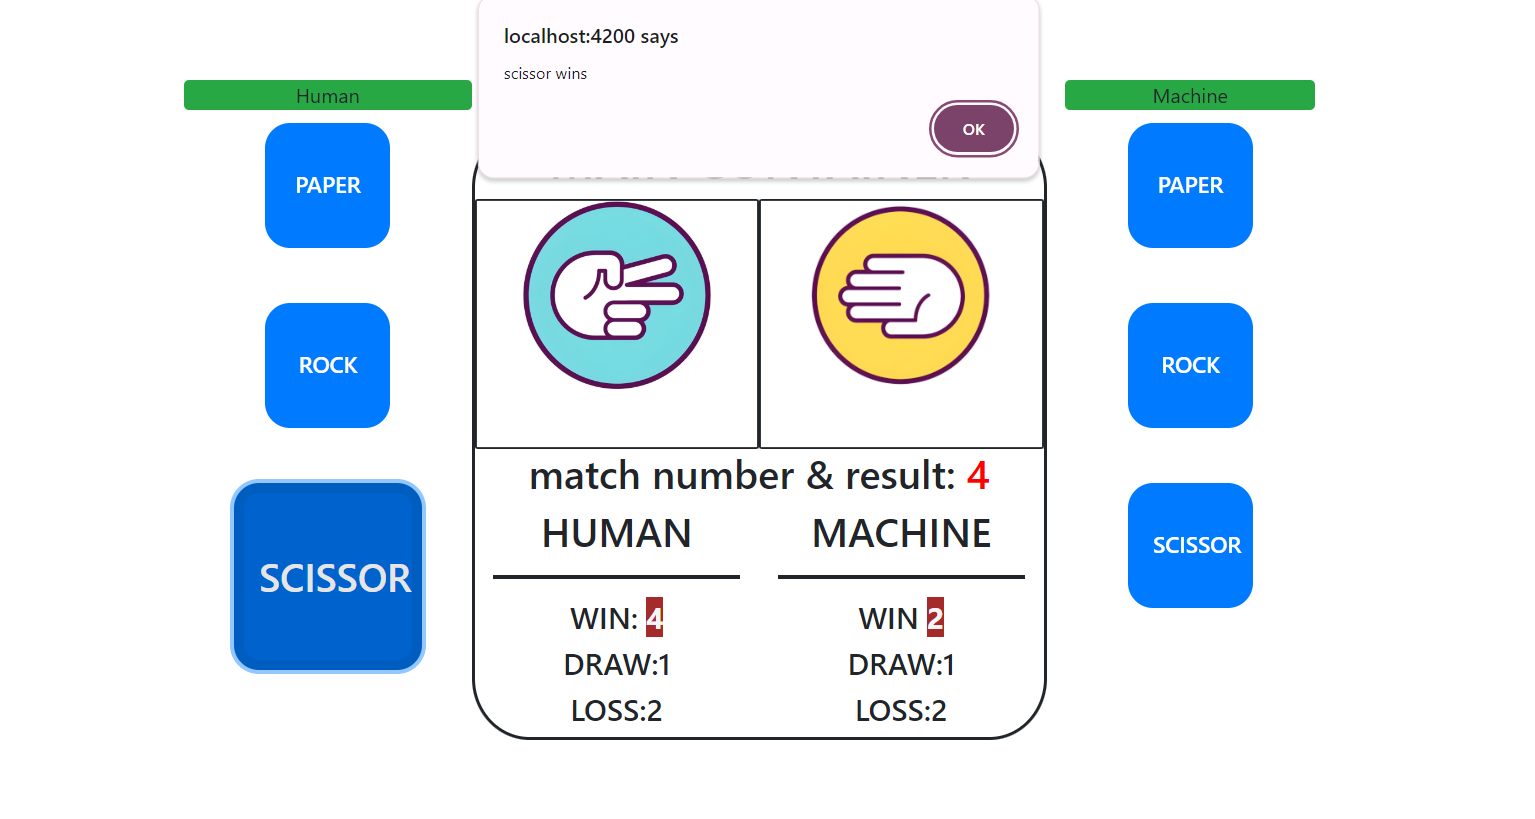 localhost:4200 says
scissor wins
OK
Human
Machine
PAPER
PAPER
ROCK
ROCK
SCISSOR
SCISSOR
match number & result: 4
HUMAN
MACHINE
WIN: 4
WIN 2
DRAW:1
DRAW:1
LOSS:2
LOSS:2